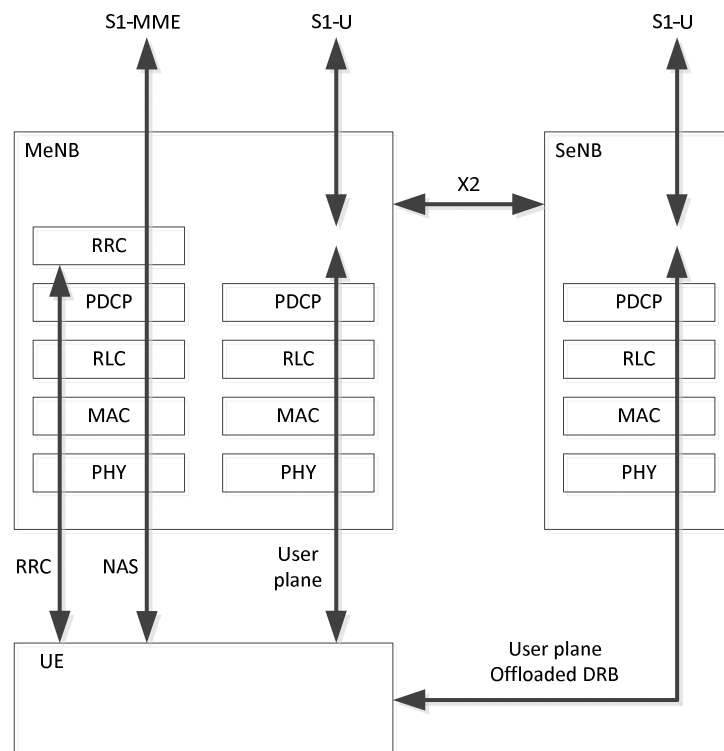 S1-MME
S1-U
S1-U
MeNB
SeNB
X2
RRC
PDCP
RLC
MAC
PHY
PDCP
RLC
MAC
PHY
PDCP
RLC
MAC
PHY
RRC
NAS
User
plane
UE
User plane
Offloaded DRB